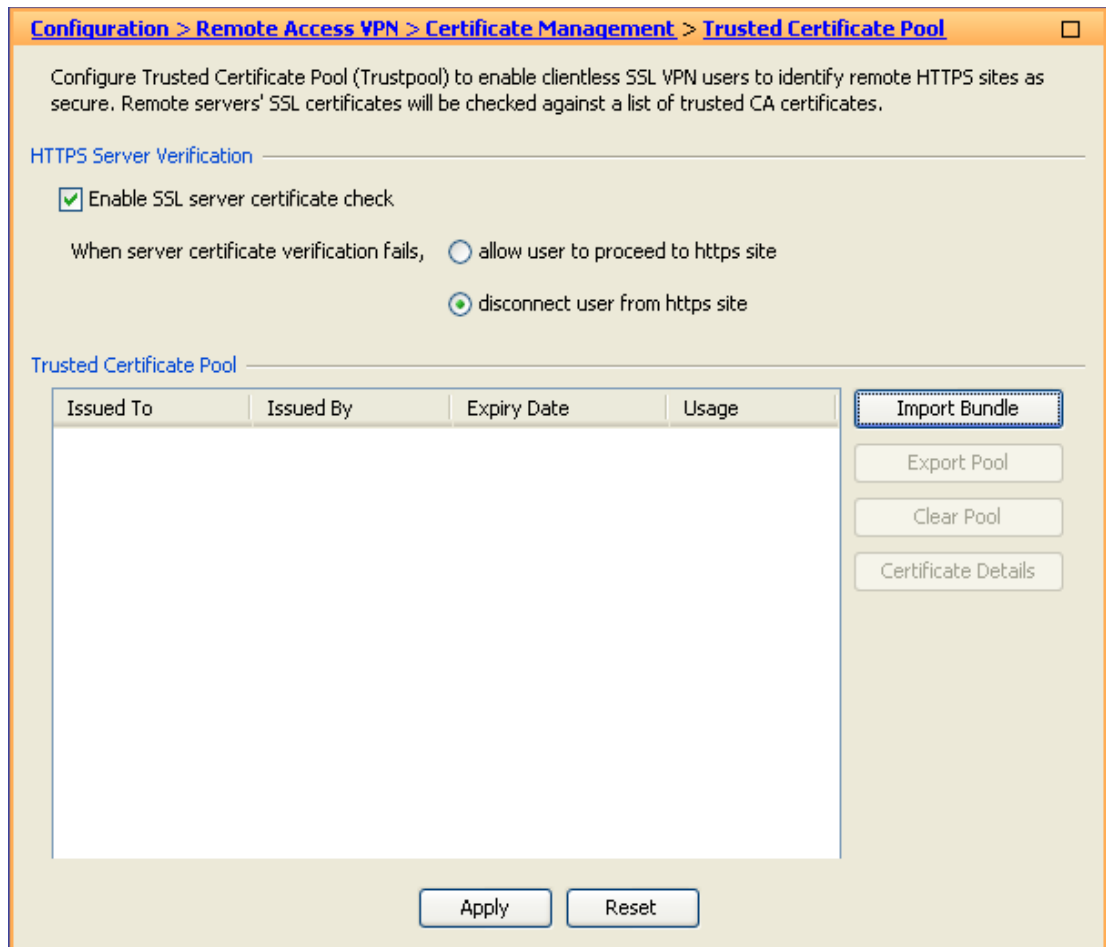 Configuration > Remote Access VPN > Certificate Management > Trusted Certificate Pool
Configure Trusted Certificate Pool (Trustpool) to enable clientless SSL VPN users to identify remote HTTPS sites as
secure. Remote servers' SSL certificates will be checked against a list of trusted CA certificates.
HTTPS Server Verification
Enable SSL server certificate check
When server certificate verification fails, allow user to proceed to https site
disconnect user from https site
Trusted Certificate Pool
Issued To Issued By Expiry Date Usage Import Bundle
Export Pool
Clear Pool
Certificate Details
Apply Reset